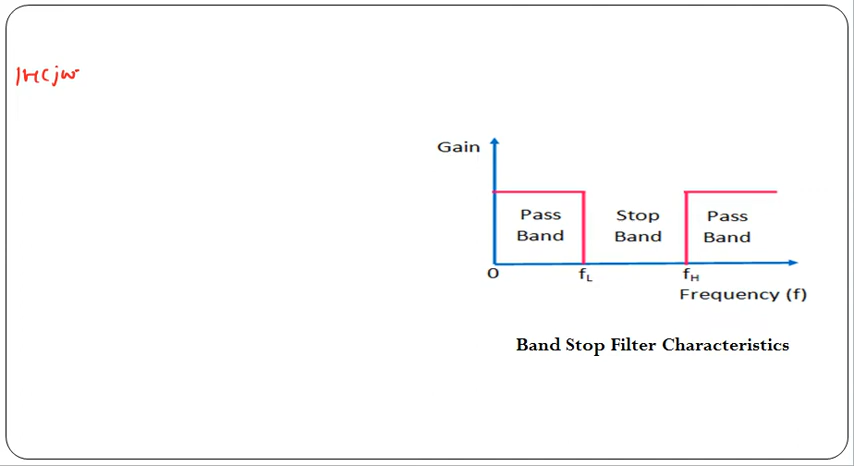 |H(jw
Gain
Pass Stop Pass
Band Band Band
0 fL fH
Frequency (f)
Band Stop Filter Characteristics